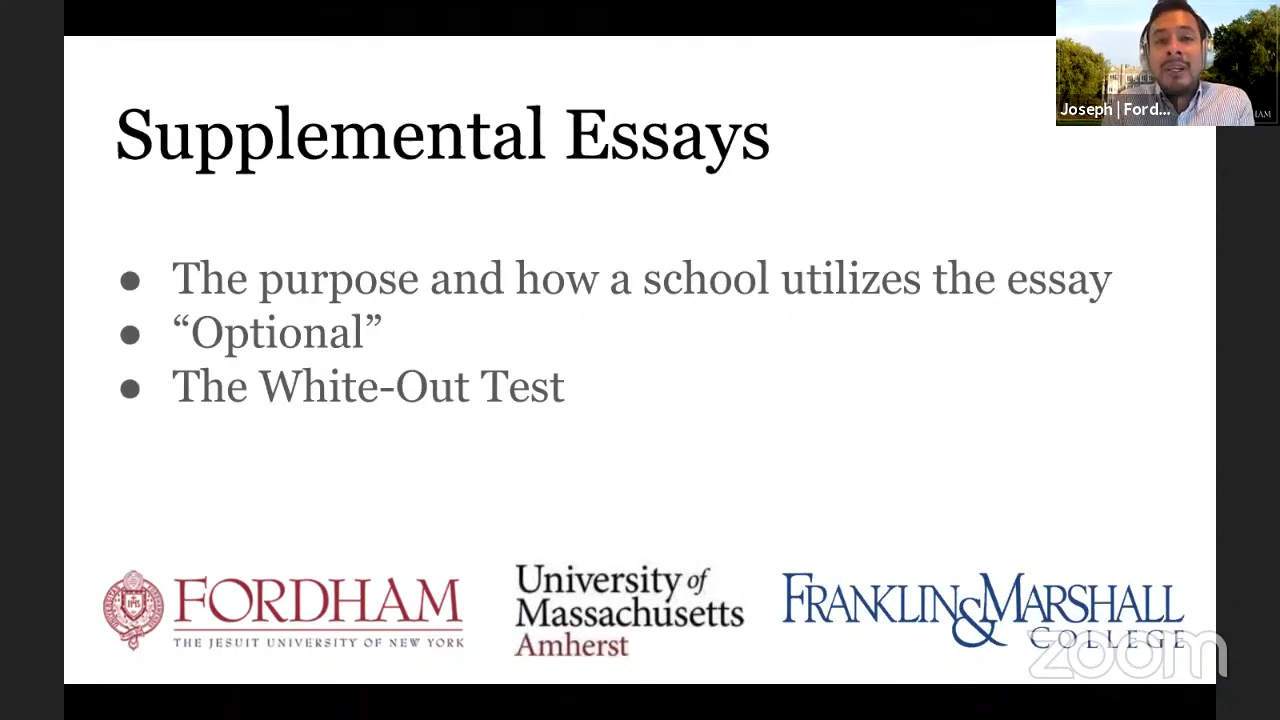 Supplemental Essays
Joseph | Ford...
HAM
● The purpose and how a school utilizes the essay
● “Optional”
● The White-Out Test
FORDHAM
THE JESUIT UNIVERSITY OF NEW YORK
University of
Massachusetts
Amherst
FRANKLIN & MARSHALL
COLLEGE
zoom